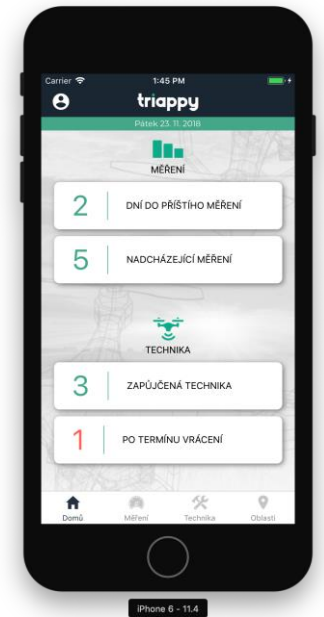 Carrier 1:45 PM
triappy
Pátek 23. 11. 2018
MĚŘENÍ
2 DNÍ DO PŘÍŠTÍHO MĚŘENÍ
5 NADCHÁZEJÍCÍ MĚŘENÍ
TECHNIKA
3 ZAPŮJČENÁ TECHNIKA
1 PO TERMÍNU VRÁCENÍ
Domů Měření Technika Oblasti
iPhone 6 - 11.4